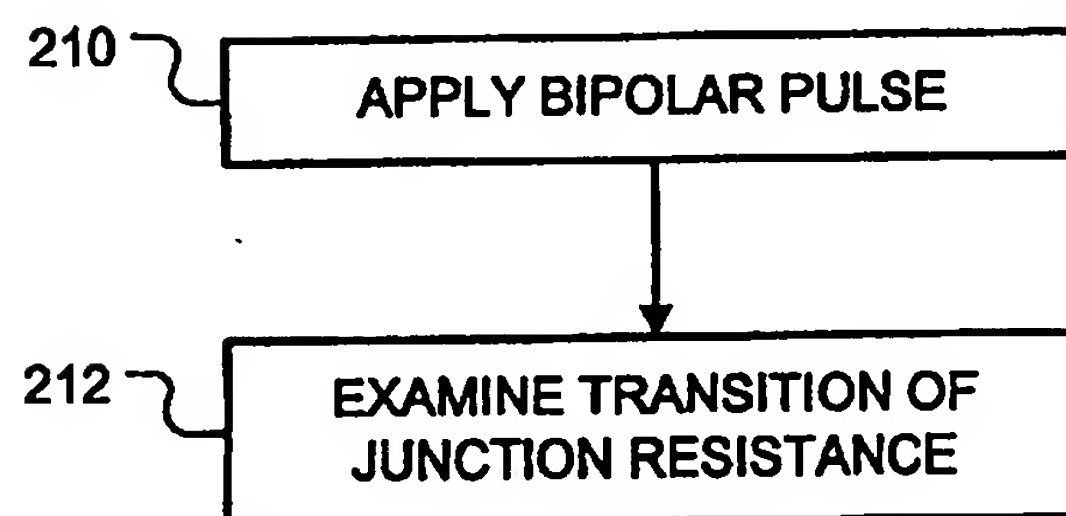 210
APPLY BIPOLAR PULSE
212
EXAMINE TRANSITION OF
JUNCTION RESISTANCE